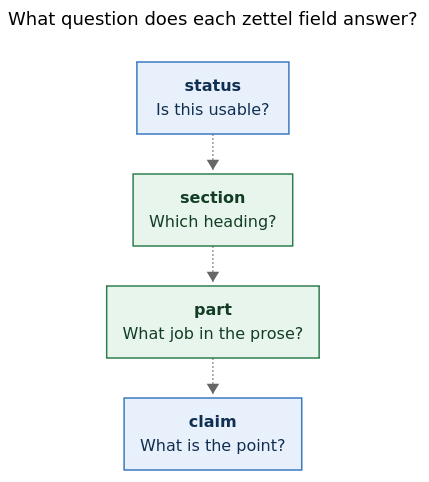 What question does each zettel field answer?
status
Is this usable?
section
Which heading?
part
What job in the prose?
claim
What is the point?